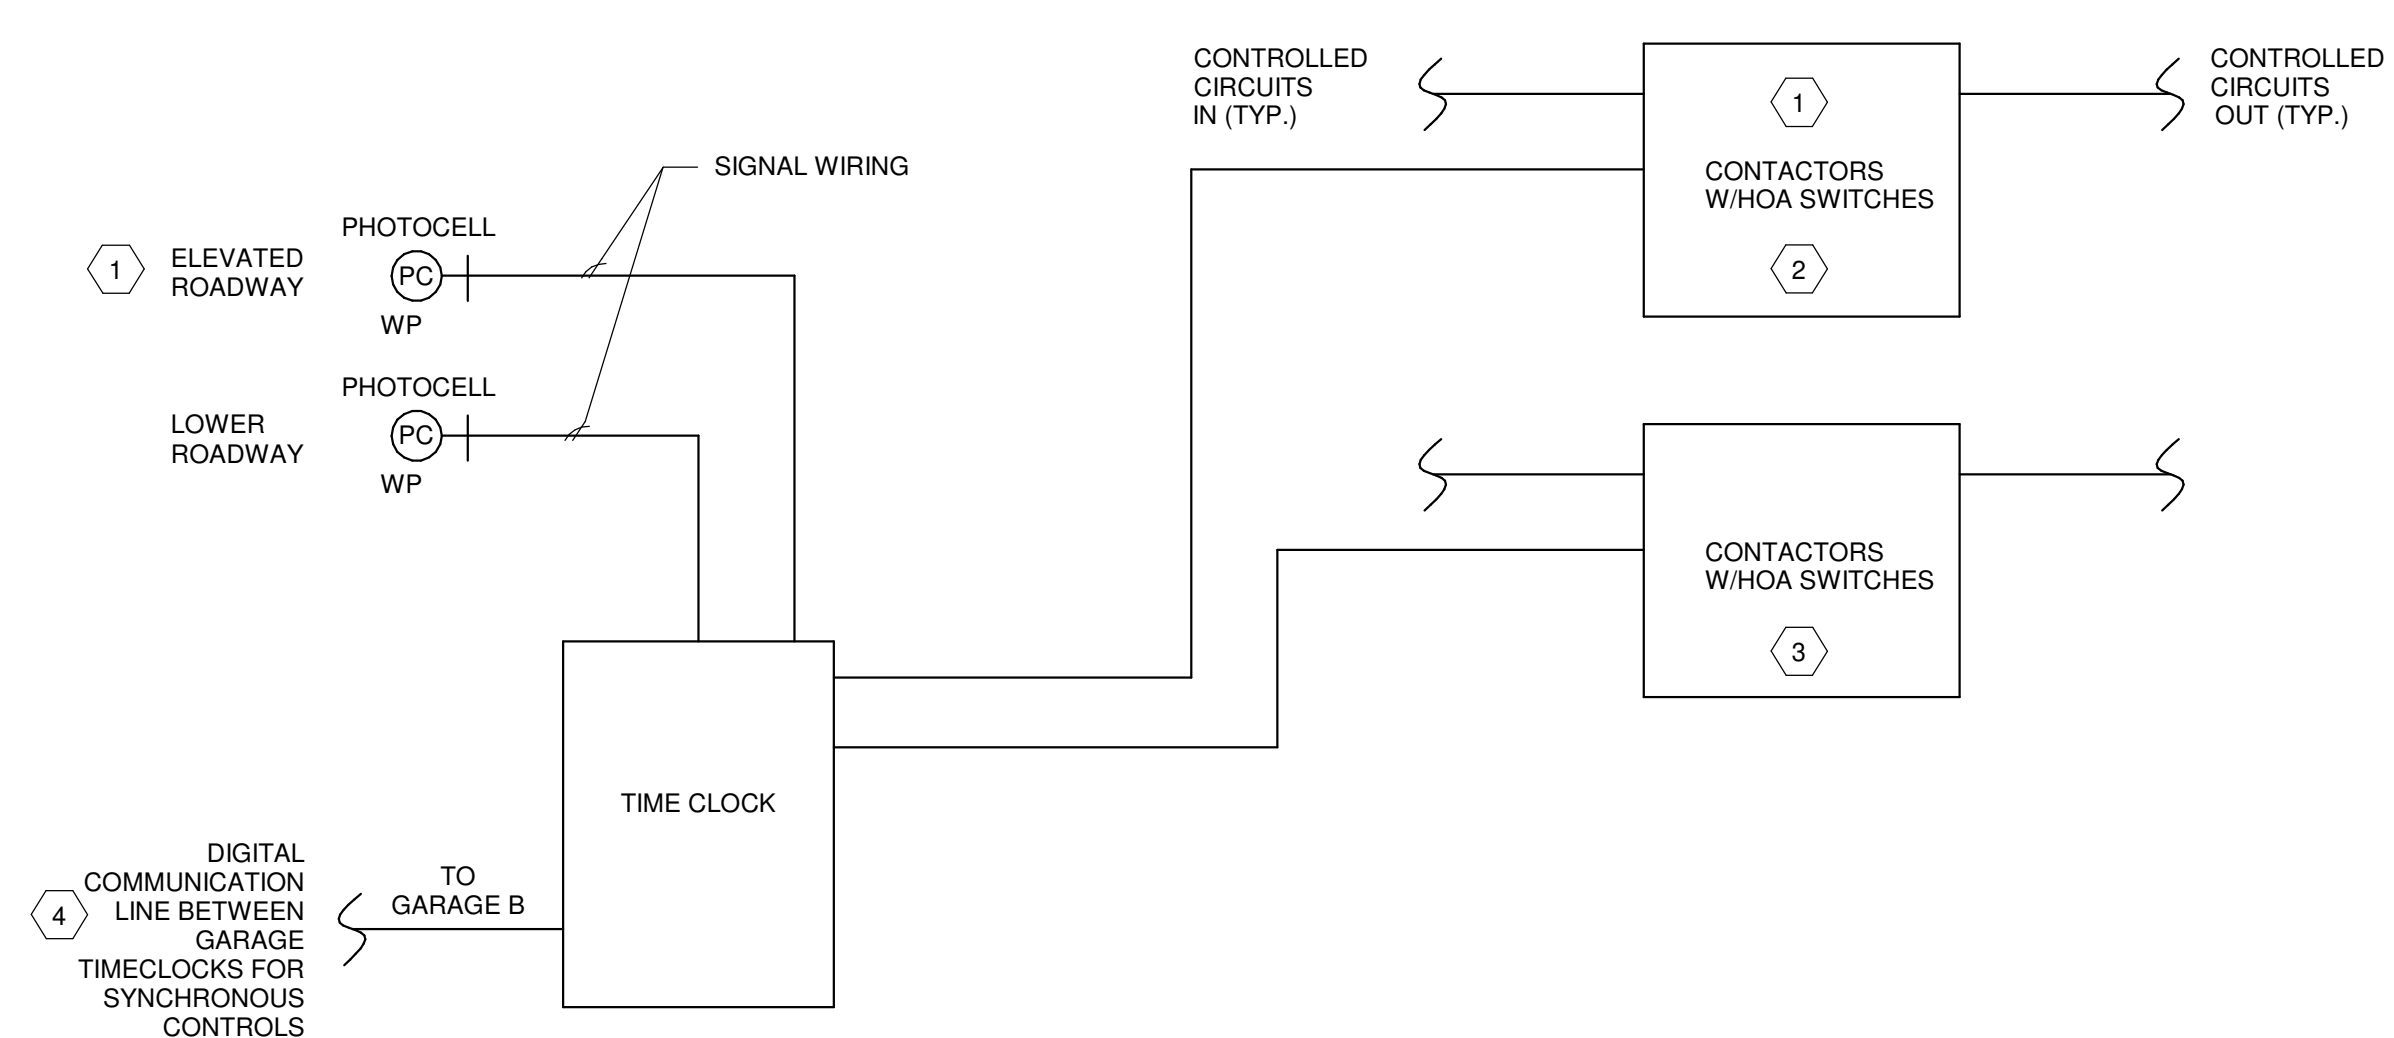 CONTROLLED
CIRCUITS
IN (TYP.)
1
CONTACTORS
W/HOA SWITCHES
2
CONTROLLED
CIRCUITS
OUT (TYP.)
SIGNAL WIRING
1
ELEVATED
ROADWAY
PHOTOCELL
PC
WP
LOWER
ROADWAY
PHOTOCELL
PC
WP
CONTACTORS
W/HOA SWITCHES
3
TIME CLOCK
4
DIGITAL
COMMUNICATION
LINE BETWEEN
GARAGE
TIMECLOCKS FOR
SYNCHRONOUS
CONTROLS
TO
GARAGE B